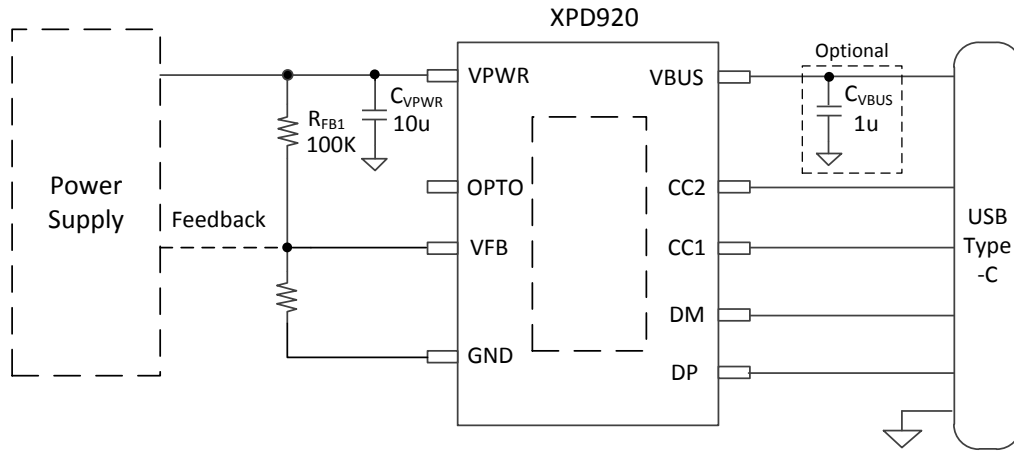 XPD920
Power
Supply
Feedback
R_FB1
100K
C_VPWR
10u
VPWR
OPTO
VFB
GND
VBUS
CC2
CC1
DM
DP
Optional
C_VBUS
1u
USB
Type
-C